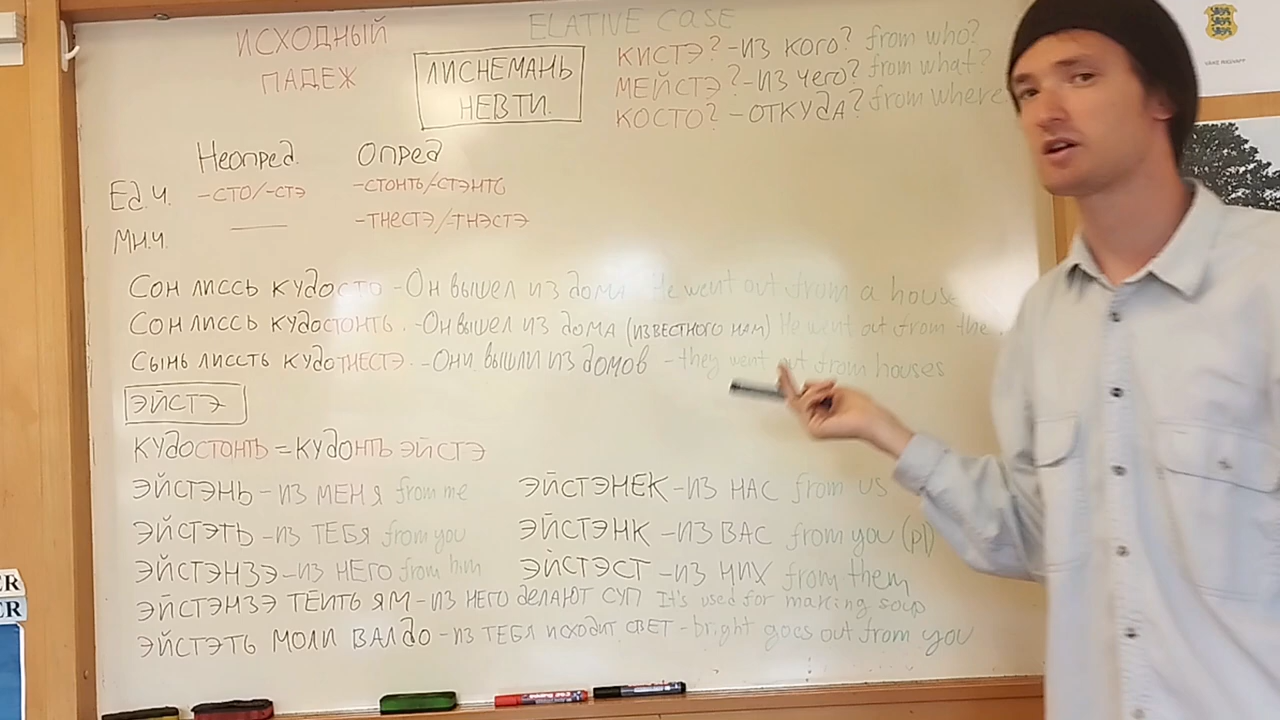 ELATIVE CASE
ИСХОДНЫЙ
ПАДЕЖ
ЛИСНЕМАНЬ
НЕВТИ.
КИСТЭ? - ИЗ КОГО? from who?
МЕЙСТЭ? - ИЗ ЧЕГО? from what?
КОСТО? - ОТКУДА? from where
Неопред. Опред
Ед.Ч. -СТО/-СТЭ -СТОНТЬ/-СТЭНТЬ
МН.Ч. — -ТНЕСТЭ/-ТНЭСТЭ
Сон лиссь кудосто - Он вышел из дома He went out from a house
Сон лиссь кудостонть. - Он вышел из дома (известного нам) He went out from the
Сынь лиссть кудотнестэ. - Они вышли из домов - they went out from houses
ЭЙСТЭ
КУДОСТОНТЬ = КУДОНТЬ ЭЙСТЭ
ЭЙСТЭНЬ - ИЗ МЕНЯ from me ЭЙСТЭНЕК - ИЗ НАС from us
ЭЙСТЭТЬ - ИЗ ТЕБЯ from you ЭЙСТЭНК - ИЗ ВАС from you (pl)
ЭЙСТЭНЗЭ - ИЗ НЕГО from him ЭЙСТЭСТ - ИЗ НИХ from them
ЭЙСТЭНЗЭ ТЕИТЬ ЯМ - ИЗ НЕГО ДЕЛАЮТ СУП It's used for making soup
ЭЙСТЭТЬ МОЛИ ВАЛДО - ИЗ ТЕБЯ ИСХОДИТ СВЕТ - bright goes out from you
CR
CR